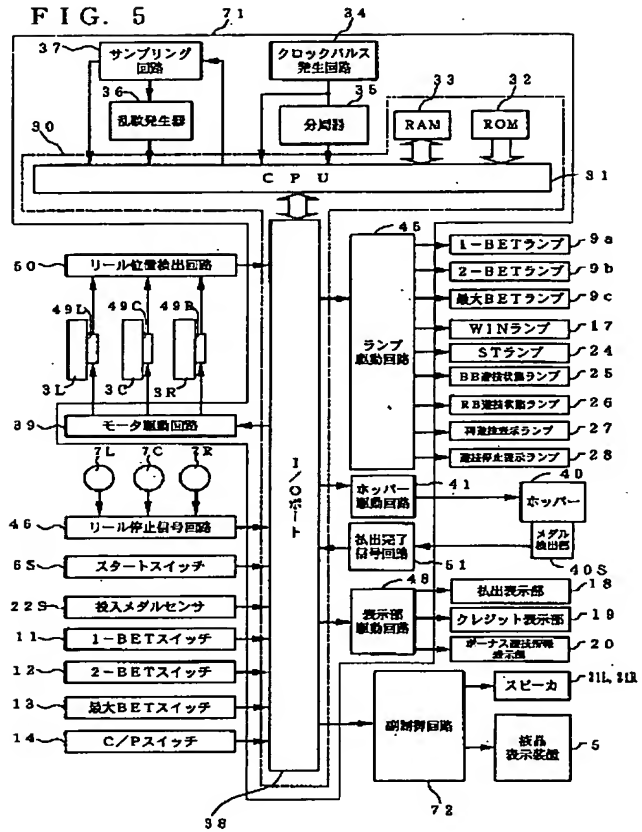 FIG. 5
71
37
サンプリング
回路
34
クロックパルス
発生回路
36
乱数発生器
35
分周器
33
RAM
32
ROM
30
CPU
31
50
リール位置検出回路
49L
49C
49R
3L
3C
3R
39
モータ駆動回路
7L
7C
7R
46
リール停止信号回路
6S
スタートスイッチ
22S
投入メダルセンサ
11
1-BETスイッチ
12
2-BETスイッチ
13
最大BETスイッチ
14
C/Pスイッチ
I/Oポート
38
45
ランプ
駆動回路
1-BETランプ
9a
2-BETランプ
9b
最大BETランプ
9c
WINランプ
17
STランプ
24
BB遊技状態ランプ
25
RB遊技状態ランプ
26
再遊技表示ランプ
27
遊技停止表示ランプ
28
ホッパー
駆動回路
41
ホッパー
40
メダル
検出部
40S
払出完了
信号回路
51
48
表示部
駆動回路
払出表示部
18
クレジット表示部
19
ボーナス遊技情報
表示部
20
副制御回路
72
スピーカ
21L, 21R
液晶
表示装置
5